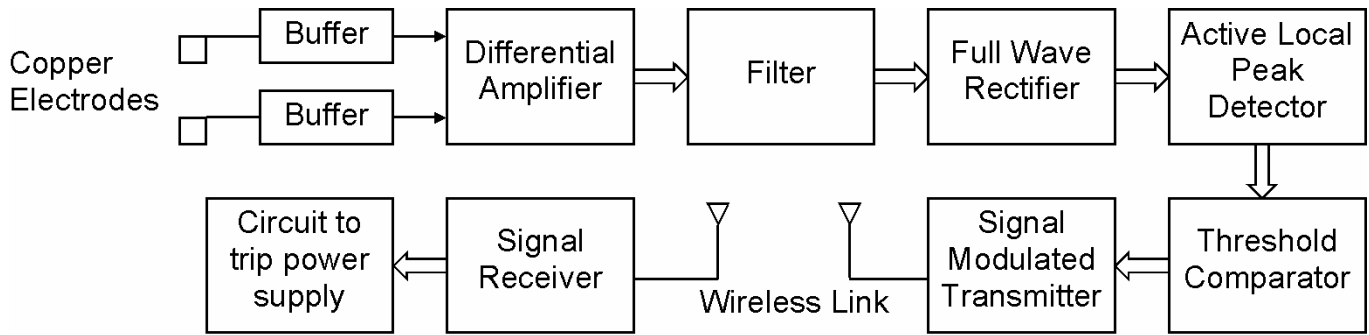 Copper
Electrodes
Buffer
Buffer
Differential
Amplifier
Filter
Full Wave
Rectifier
Active Local
Peak
Detector
Circuit to
trip power
supply
Signal
Receiver
Wireless Link
Signal
Modulated
Transmitter
Threshold
Comparator